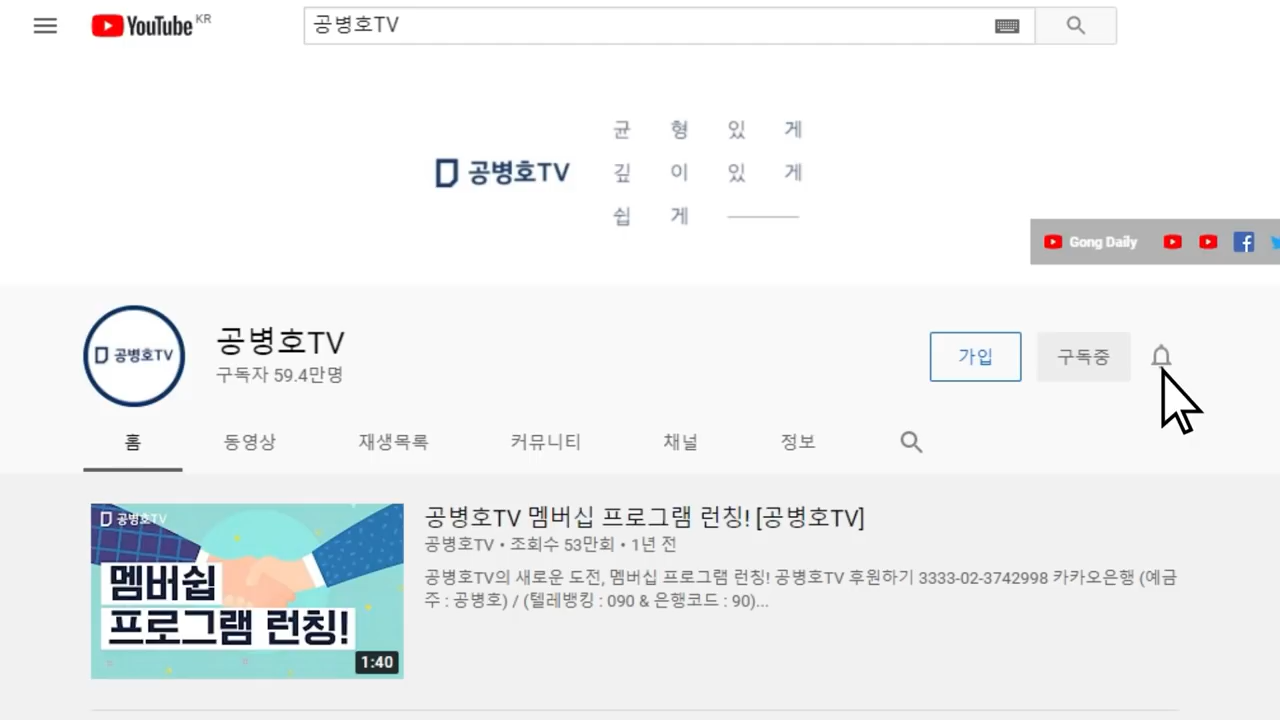 YouTube KR
공병호TV
공병호TV
균형있게
깊이있게
쉽게
Gong Daily
공병호TV
공병호TV
구독자 59.4만명
가입
구독중
홈
동영상
재생목록
커뮤니티
채널
정보
공병호TV
멤버쉽
프로그램 런칭!
1:40
공병호TV 멤버십 프로그램 런칭! [공병호TV]
공병호TV • 조회수 53만회 • 1년 전
공병호TV의 새로운 도전, 멤버십 프로그램 런칭! 공병호TV 후원하기 3333-02-3742998 카카오은행 (예금
주 : 공병호) / (텔레뱅킹 : 090 & 은행코드 : 90)...